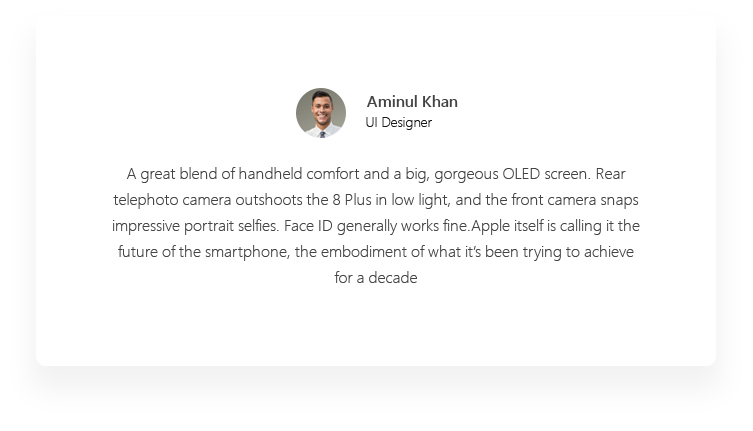 Aminul Khan
UI Designer
A great blend of handheld comfort and a big, gorgeous OLED screen. Rear
telephoto camera outshoots the 8 Plus in low light, and the front camera snaps
impressive portrait selfies. Face ID generally works fine.Apple itself is calling it the
future of the smartphone, the embodiment of what it’s been trying to achieve
for a decade